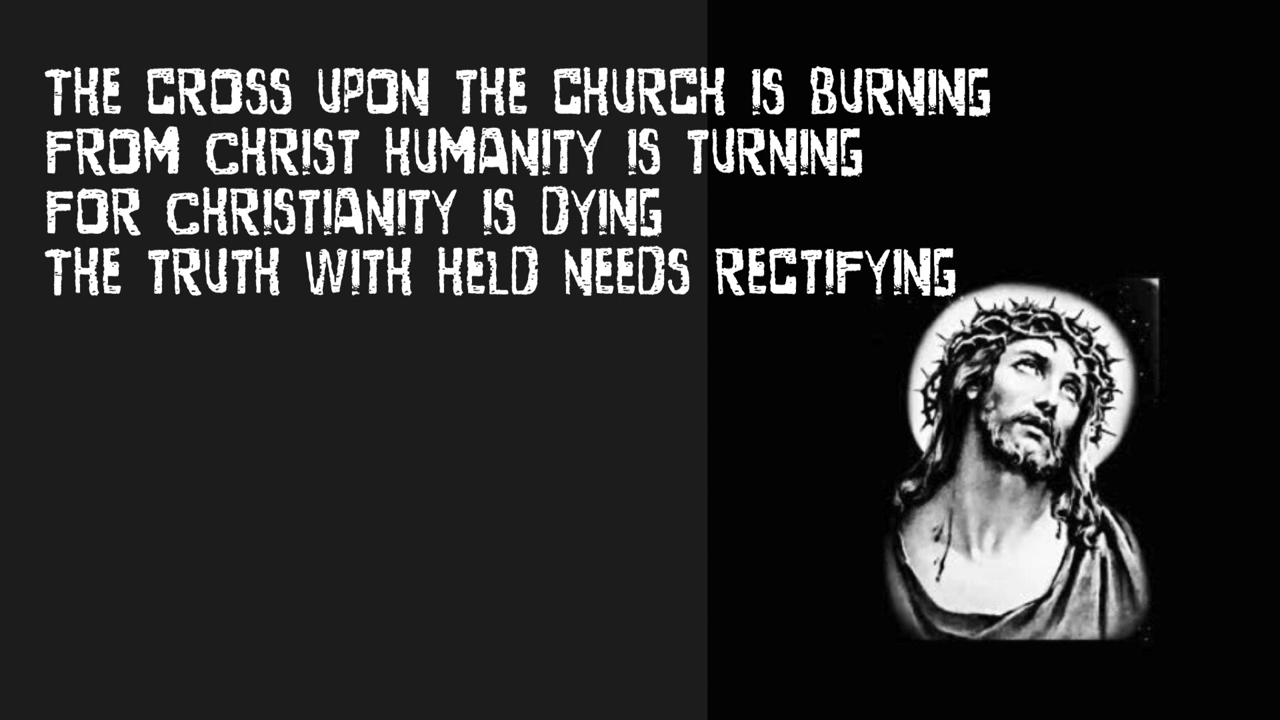 THE CROSS UPON THE CHURCH IS BURNING
FROM CHRIST HUMANITY IS TURNING
FOR CHRISTIANITY IS DYING
THE TRUTH WITH HELD NEEDS RECTIFYING